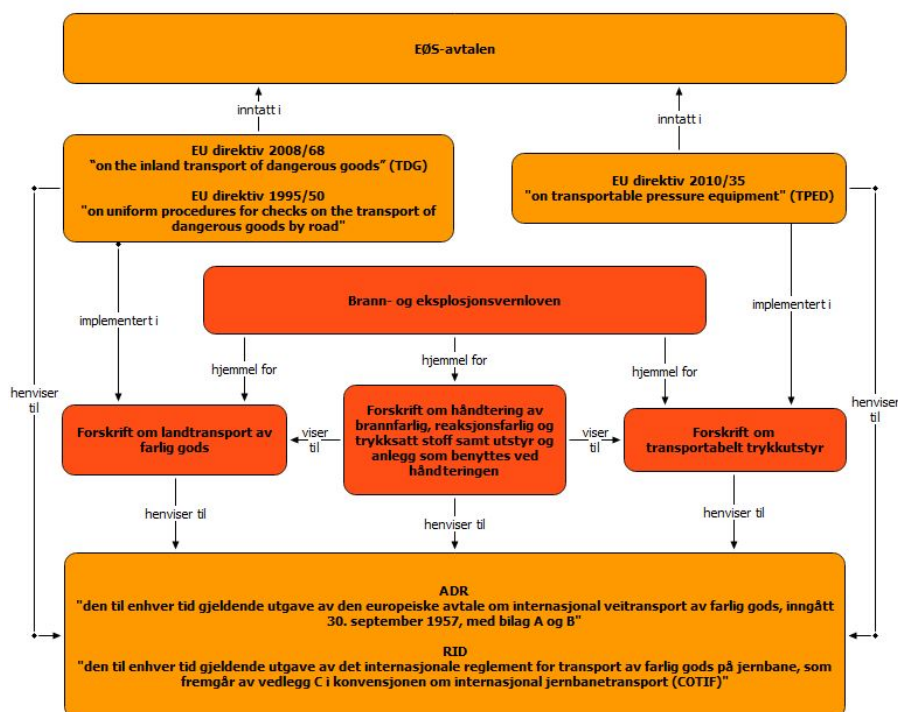 EØS-avtalen
inntatt i
inntatt i
EU direktiv 2008/68
“on the inland transport of dangerous goods” (TDG)
EU direktiv 1995/50
"on uniform procedures for checks on the transport of
dangerous goods by road"
EU direktiv 2010/35
"on transportable pressure equipment" (TPED)
Brann- og eksplosjonsvernloven
implementert i
implementert i
hjemmel for
hjemmel for
hjemmel for
henviser
til
henviser
til
Forskrift om landtransport av
farlig gods
viser
til
Forskrift om håndtering av
brannfarlig, reaksjonsfarlig og
trykksatt stoff samt utstyr og
anlegg som benyttes ved
håndteringen
viser
til
Forskrift om
transportabelt trykkutstyr
henviser til
henviser til
henviser til
ADR
"den til enhver tid gjeldende utgave av den europeiske avtale om internasjonal veitransport av farlig gods, inngått
30. september 1957, med bilag A og B"
RID
"den til enhver tid gjeldende utgave av det internasjonale reglement for transport av farlig gods på jernbane, som
fremgår av vedlegg C i konvensjonen om internasjonal jernbanetransport (COTIF)"